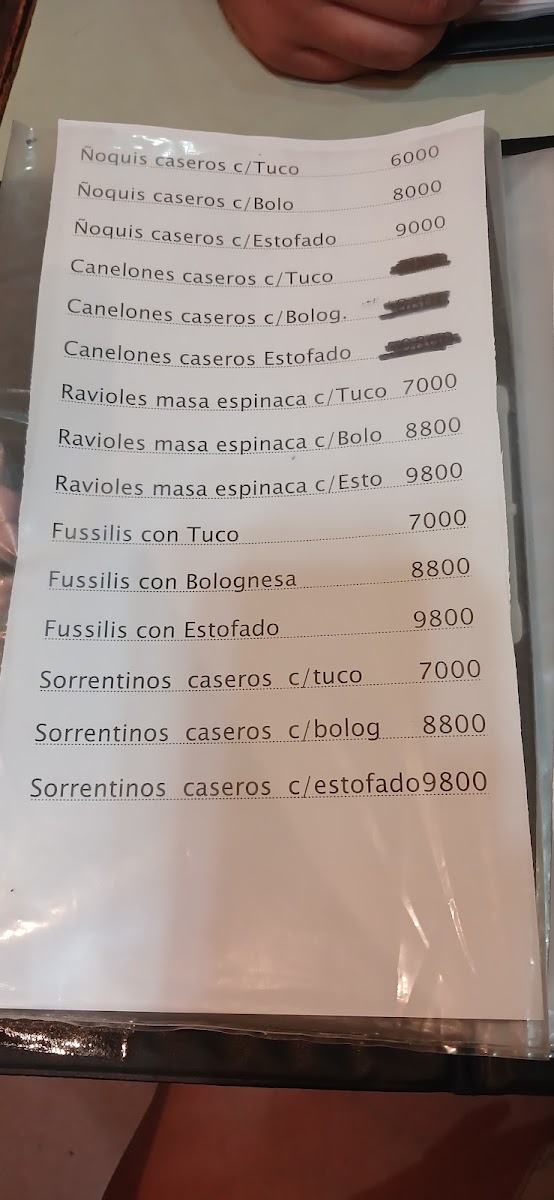 Ñoquis caseros c/Tuco 6000
Ñoquis caseros c/Bolo 8000
Ñoquis caseros c/Estofado 9000
Canelones caseros c/Tuco
Canelones caseros c/Bolog.
Canelones caseros Estofado
Ravioles masa espinaca c/Tuco 7000
Ravioles masa espinaca c/Bolo 8800
Ravioles masa espinaca c/Esto 9800
Fussilis con Tuco 7000
Fussilis con Bolognesa 8800
Fussilis con Estofado 9800
Sorrentinos caseros c/tuco 7000
Sorrentinos caseros c/bolog 8800
Sorrentinos caseros c/estofado9800